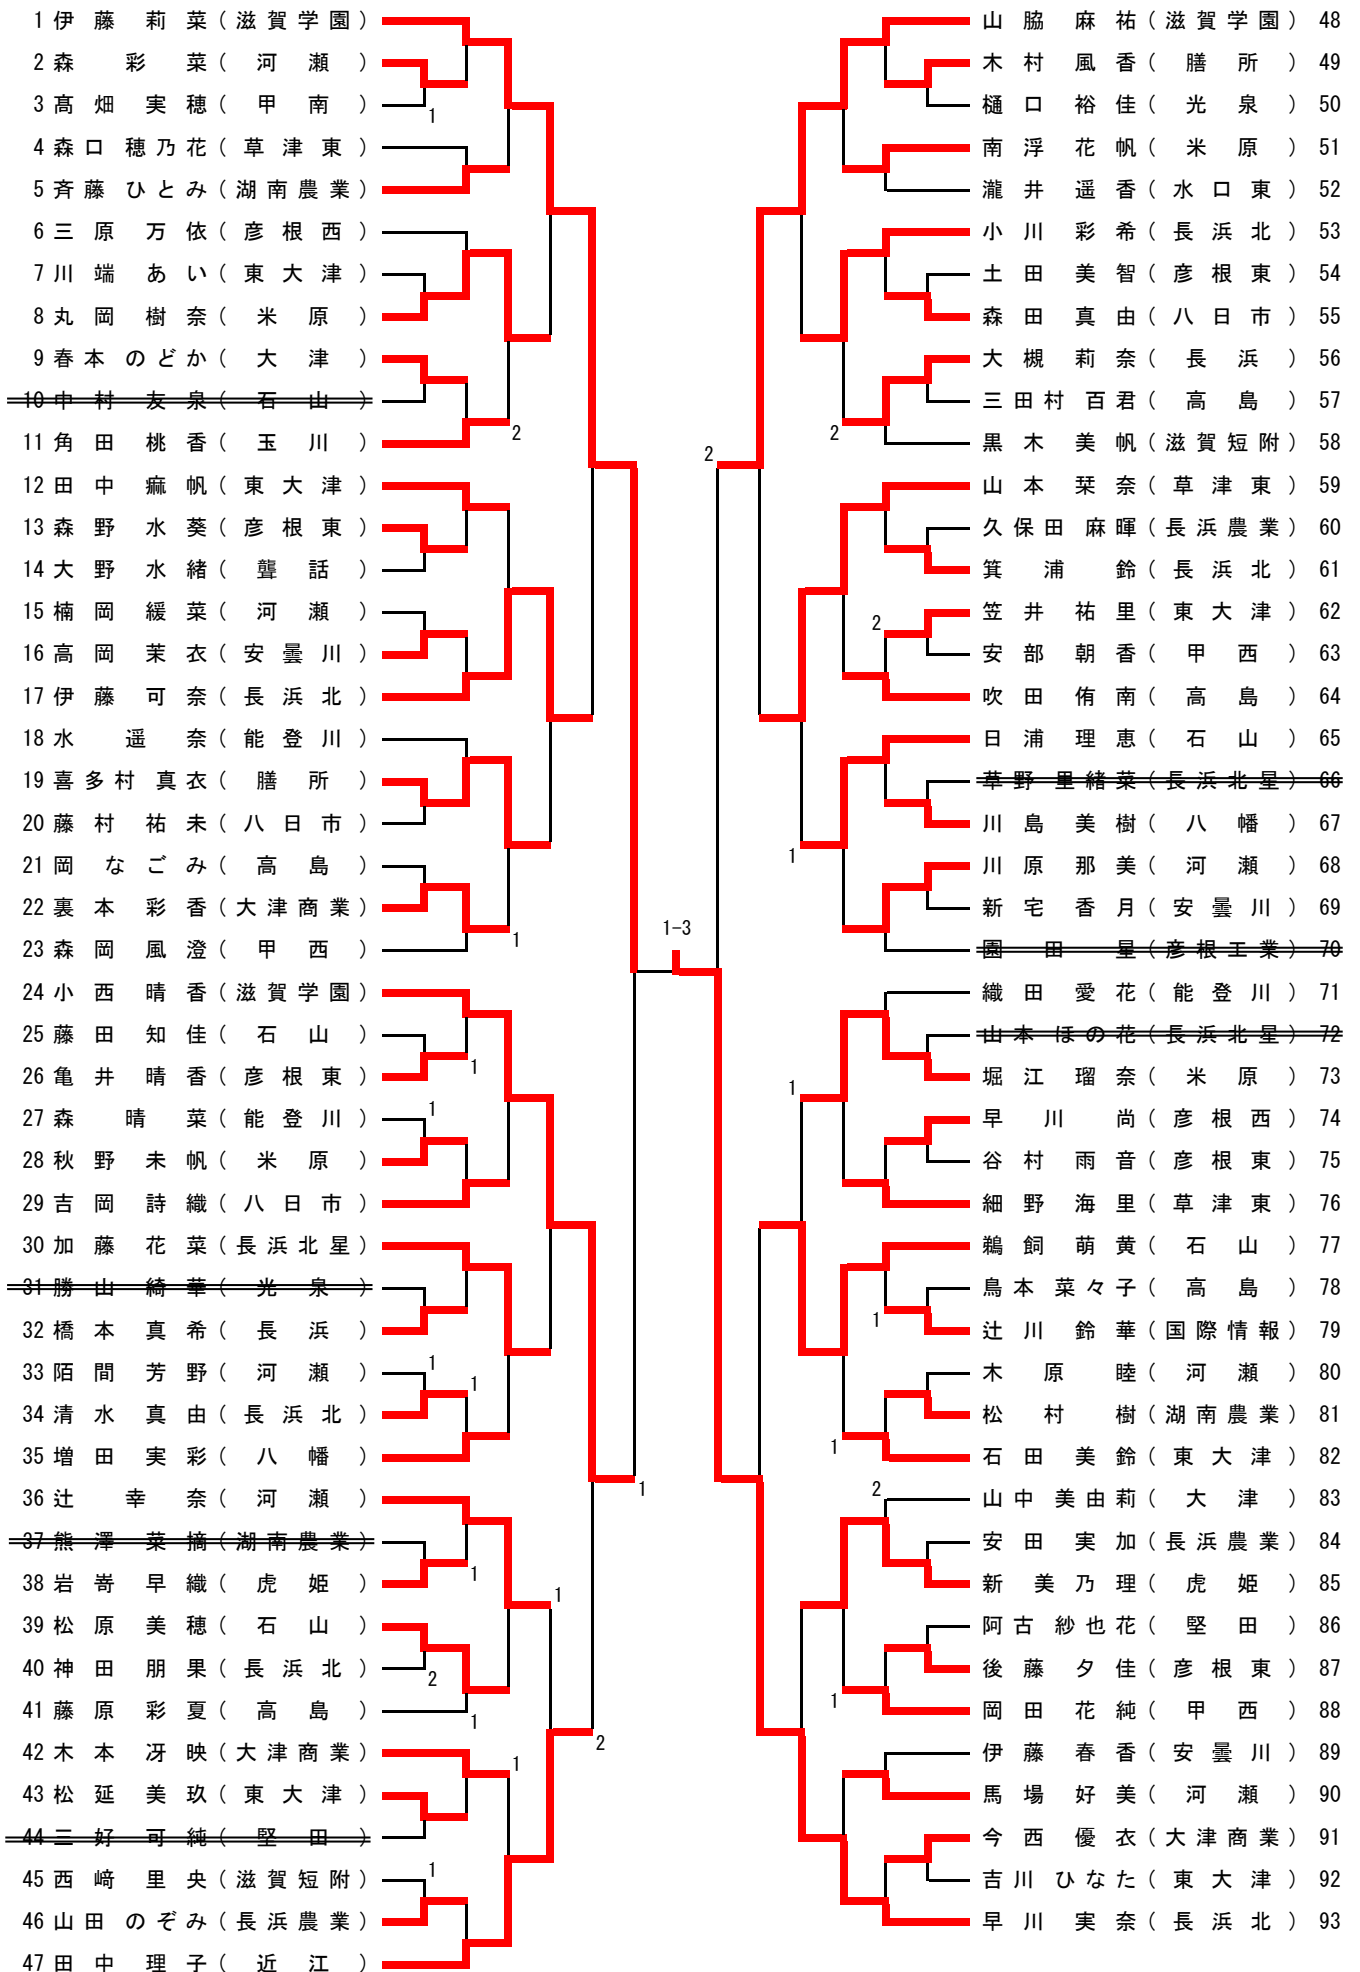 1 伊藤 莉菜 (滋賀学園)
2 森 彩菜 (河瀬)
3 髙畑 実穂 (甲南)
1
4 森口 穂乃花 (草津東)
5 斉藤 ひとみ (湖南農業)
6 三原 万依 (彦根西)
7 川端 あい (東大津)
8 丸岡 樹奈 (米原)
9 春本 のどか (大津)
10 中村 友泉 (石山)
11 角田 桃香 (玉川)
2
12 田中 痲帆 (東大津)
13 森野 水葵 (彦根東)
14 大野 水緒 (聾話)
15 楠岡 緩菜 (河瀬)
16 高岡 茉衣 (安曇川)
17 伊藤 可奈 (長浜北)
18 水 遥奈 (能登川)
19 喜多村 真衣 (膳所)
20 藤村 祐未 (八日市)
21 岡 なごみ (高島)
22 裏本 彩香 (大津商業)
23 森岡 風澄 (甲西)
1
24 小西 晴香 (滋賀学園)
25 藤田 知佳 (石山)
26 亀井 晴香 (彦根東)
1
27 森 晴菜 (能登川)
1
28 秋野 未帆 (米原)
29 吉岡 詩織 (八日市)
30 加藤 花菜 (長浜北星)
31 勝山 綺華 (光泉)
32 橋本 真希 (長浜)
33 陌間 芳野 (河瀬)
1
34 清水 真由 (長浜北)
1
35 増田 実彩 (八幡)
1
36 辻 幸奈 (河瀬)
37 熊澤 菜摘 (湖南農業)
38 岩嵜 早織 (虎姫)
1
1
39 松原 美穂 (石山)
40 神田 朋果 (長浜北)
2
41 藤原 彩夏 (高島)
1
42 木本 冴映 (大津商業)
1
2
43 松延 美玖 (東大津)
44 三好 可純 (堅田)
45 西﨑 里央 (滋賀短附)
1
46 山田 のぞみ (長浜農業)
47 田中 理子 (近江)
1-3
山脇 麻祐 (滋賀学園) 48
木村 風香 (膳所) 49
樋口 裕佳 (光泉) 50
南 浮花帆 (米原) 51
瀧井 遥香 (水口東) 52
小川 彩希 (長浜北) 53
土田 美智 (彦根東) 54
森田 真由 (八日市) 55
大槻 莉奈 (長浜) 56
三田村 百君 (高島) 57
2
黒木 美帆 (滋賀短附) 58
2
山本 栞奈 (草津東) 59
久保田 麻暉 (長浜農業) 60
箕浦 鈴 (長浜北) 61
2
笠井 祐里 (東大津) 62
安部 朝香 (甲西) 63
吹田 侑南 (高島) 64
日浦 理恵 (石山) 65
草野 里緒菜 (長浜北星) 66
川島 美樹 (八幡) 67
1
川原 那美 (河瀬) 68
新宅 香月 (安曇川) 69
園田 星 (彦根工業) 70
織田 愛花 (能登川) 71
山本 ほの花 (長浜北星) 72
堀江 瑠奈 (米原) 73
1
早川 尚 (彦根西) 74
谷村 雨音 (彦根東) 75
細野 海里 (草津東) 76
鵜飼 萌黄 (石山) 77
鳥本 菜々子 (高島) 78
1
辻川 鈴華 (国際情報) 79
木原 睦 (河瀬) 80
松村 樹 (湖南農業) 81
1
石田 美鈴 (東大津) 82
2
山中 美由莉 (大津) 83
安田 実加 (長浜農業) 84
新 美乃理 (虎姫) 85
阿古 紗也花 (堅田) 86
後藤 夕佳 (彦根東) 87
1
岡田 花純 (甲西) 88
伊藤 春香 (安曇川) 89
馬場 好美 (河瀬) 90
今西 優衣 (大津商業) 91
吉川 ひなた (東大津) 92
早川 実奈 (長浜北) 93